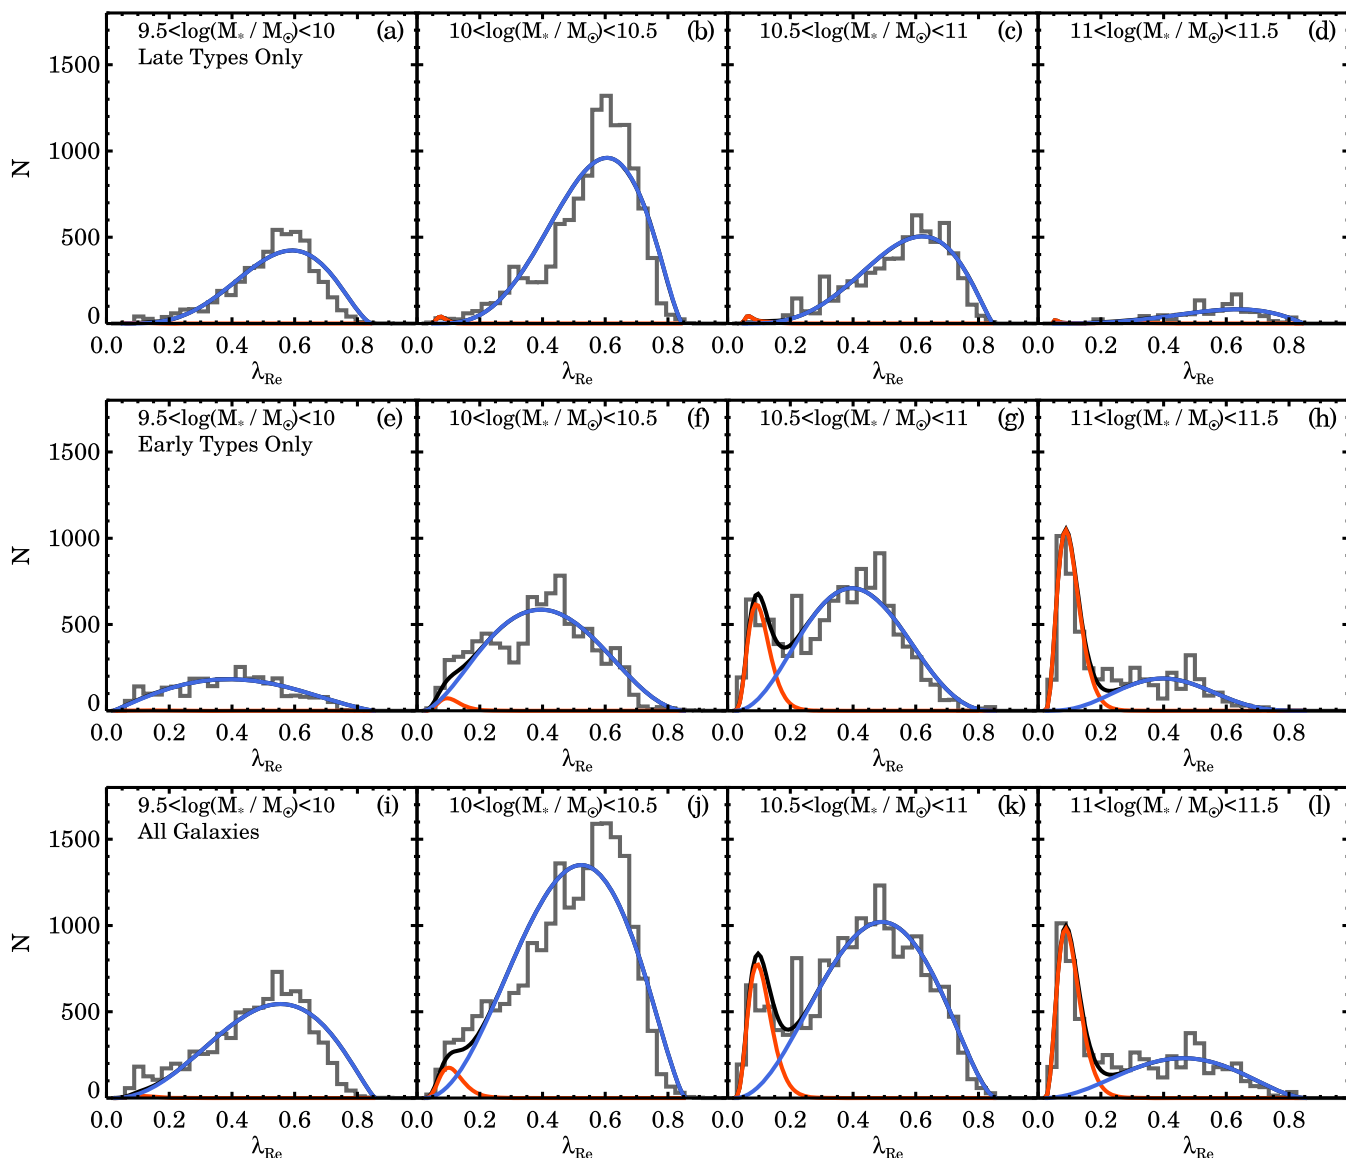 9.5<log(M* / M☉)<10 (a) 10<log(M* / M☉)<10.5 (b) 10.5<log(M* / M☉)<11 (c) 11<log(M* / M☉)<11.5 (d)
Late Types Only
1500
1000
500
0
N
0.0 0.2 0.4 0.6 0.8 0.0 0.2 0.4 0.6 0.8 0.0 0.2 0.4 0.6 0.8 0.0 0.2 0.4 0.6 0.8
λRe λRe λRe λRe
9.5<log(M* / M☉)<10 (e) 10<log(M* / M☉)<10.5 (f) 10.5<log(M* / M☉)<11 (g) 11<log(M* / M☉)<11.5 (h)
Early Types Only
1500
1000
500
0
N
0.0 0.2 0.4 0.6 0.8 0.0 0.2 0.4 0.6 0.8 0.0 0.2 0.4 0.6 0.8 0.0 0.2 0.4 0.6 0.8
λRe λRe λRe λRe
9.5<log(M* / M☉)<10 (i) 10<log(M* / M☉)<10.5 (j) 10.5<log(M* / M☉)<11 (k) 11<log(M* / M☉)<11.5 (l)
All Galaxies
1500
1000
500
0
N
0.0 0.2 0.4 0.6 0.8 0.0 0.2 0.4 0.6 0.8 0.0 0.2 0.4 0.6 0.8 0.0 0.2 0.4 0.6 0.8
λRe λRe λRe λRe